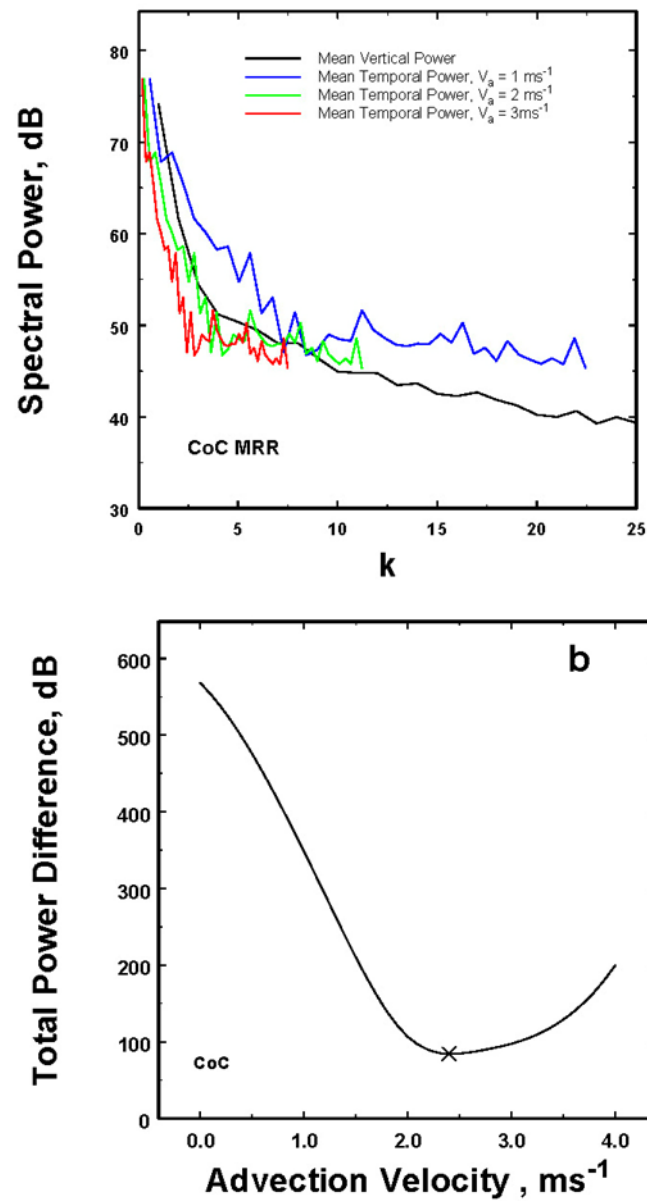 80
70
60
50
40
30
Spectral Power, dB
Mean Vertical Power
Mean Temporal Power, Vₐ = 1 ms⁻¹
Mean Temporal Power, Vₐ = 2 ms⁻¹
Mean Temporal Power, Vₐ = 3ms⁻¹
CoC MRR
0 5 10 15 20 25
k
b
600
500
400
300
200
100
0
Total Power Difference, dB
CoC
0.0 1.0 2.0 3.0 4.0
Advection Velocity , ms⁻¹